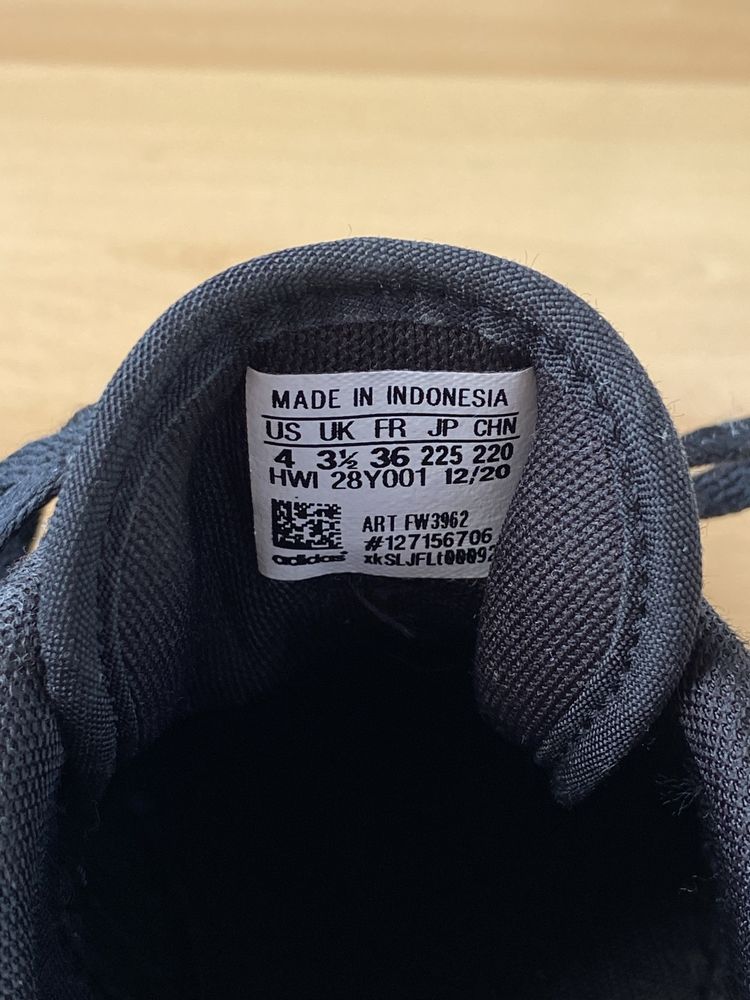 MADE IN INDONESIA
US UK FR JP CHN
4 3½ 36 225 220
HWI 28Y001 12/20
ART FW3962
#127156706
adidas